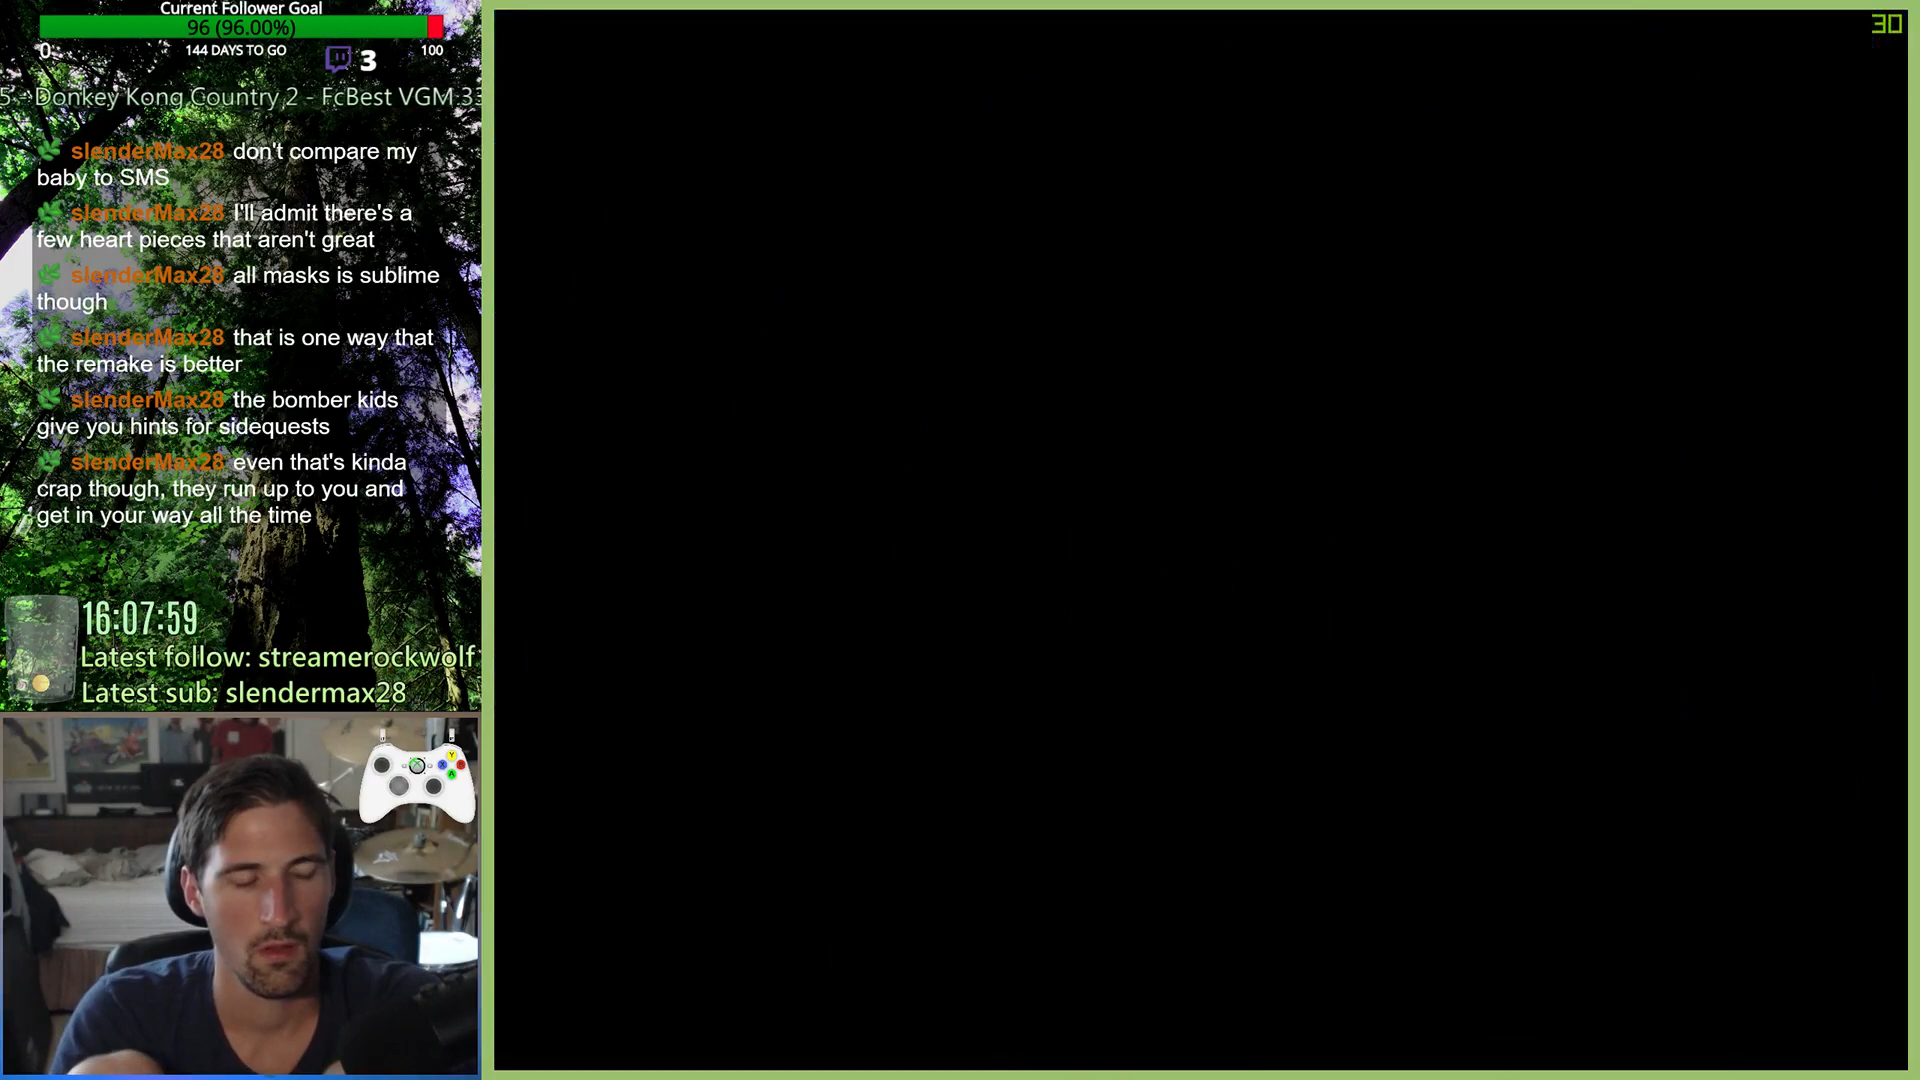 Current Follower Goal
96 (96.00%)
0
144 DAYS TO GO
100
3
5 - Donkey Kong Country 2 - FcBest VGM 33
slenderMax28 don't compare my
baby to SMS
slenderMax28 I'll admit there's a
few heart pieces that aren't great
slenderMax28 all masks is sublime
though
slenderMax28 that is one way that
the remake is better
slenderMax28 the bomber kids
give you hints for sidequests
slenderMax28 even that's kinda
crap though, they run up to you and
get in your way all the time
16:07:59
Latest follow: streamerockwolf
Latest sub: slendermax28
Y
X
B
A
30